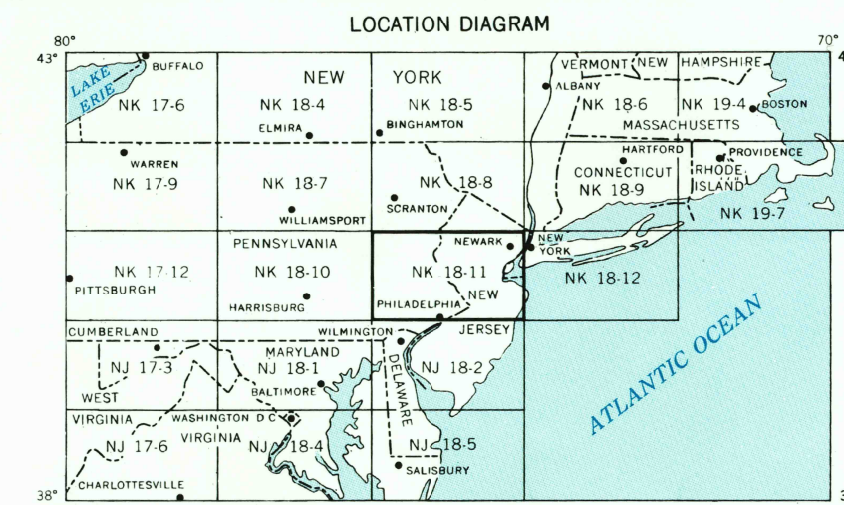 LOCATION DIAGRAM
80° 70°
43° 4
LAKE ERIE
BUFFALO
NEW YORK
VERMONT NEW HAMPSHIRE
ALBANY
NK 17-6 NK 18-4 NK 18-5 NK 18-6 NK 19-4 BOSTON
ELMIRA BINGHAMTON MASSACHUSETTS
WARREN HARTFORD PROVIDENCE
NK 17-9 NK 18-7 NK 18-8 CONNECTICUT RHODE
NK 18-9 ISLAND
WILLIAMSPORT SCRANTON NK 19-7
PENNSYLVANIA NEWARK NEW
YORK
NK 17-12 NK 18-10 NK 18-11 NK 18-12
PITTSBURGH
HARRISBURG PHILADELPHIA NEW
JERSEY
CUMBERLAND WILMINGTON
MARYLAND
NJ 17-3 NJ 18-1 DELAWARE NJ 18-2
WEST BALTIMORE
VIRGINIA WASHINGTON D C
NJ 17-6 VIRGINIA NJ 18-4 NJ 18-5
SALISBURY
CHARLOTTESVILLE
ATLANTIC OCEAN
38° 3